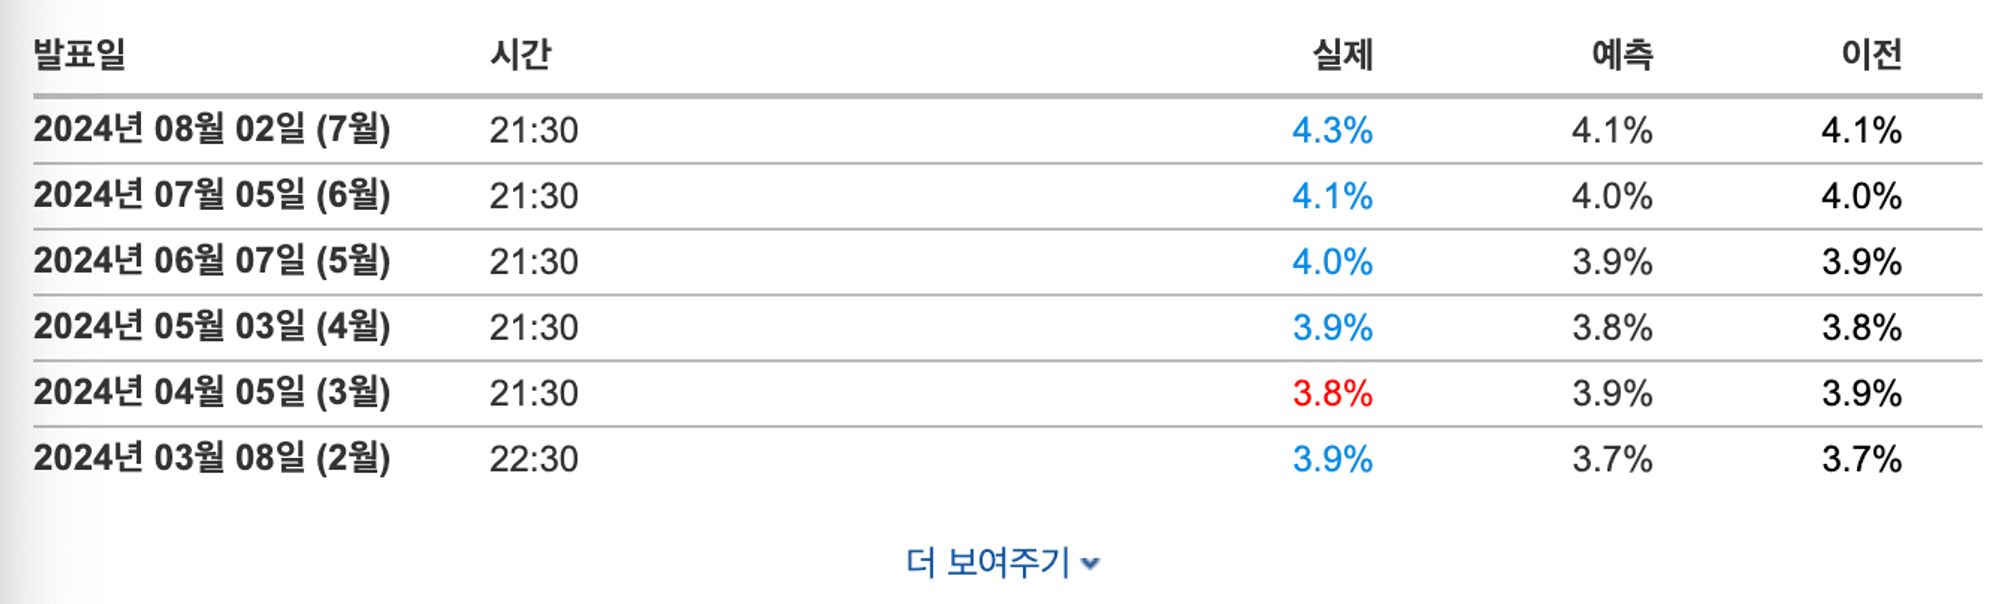 발표일 시간 실제 예측 이전
2024년 08월 02일 (7월) 21:30 4.3% 4.1% 4.1%
2024년 07월 05일 (6월) 21:30 4.1% 4.0% 4.0%
2024년 06월 07일 (5월) 21:30 4.0% 3.9% 3.9%
2024년 05월 03일 (4월) 21:30 3.9% 3.8% 3.8%
2024년 04월 05일 (3월) 21:30 3.8% 3.9% 3.9%
2024년 03월 08일 (2월) 22:30 3.9% 3.7% 3.7%
더 보여주기